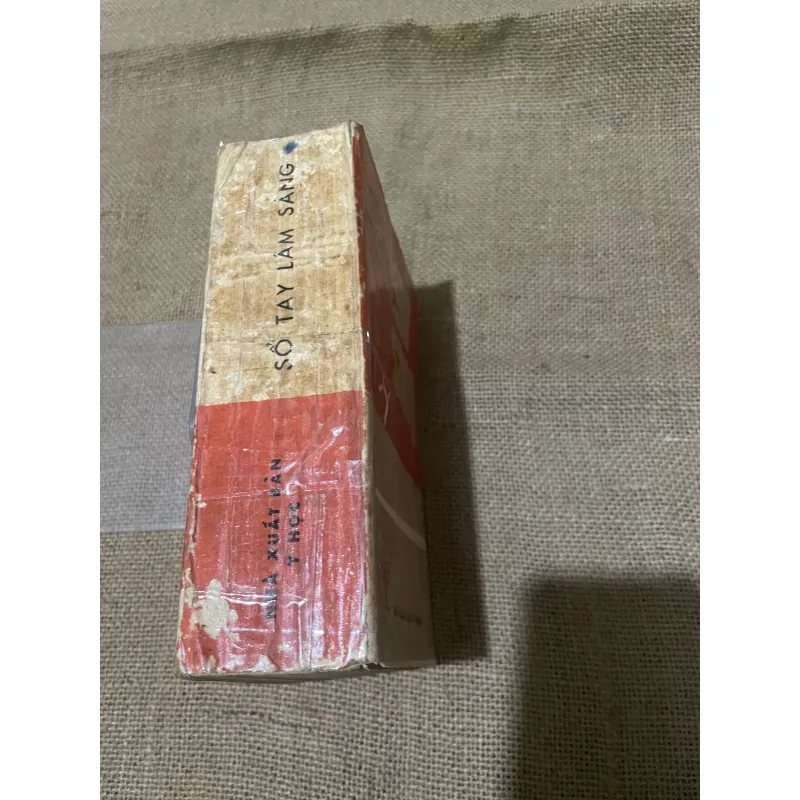 SỔ TAY LÂM SÀNG
NHÀ XUẤT BẢN
Y HỌC